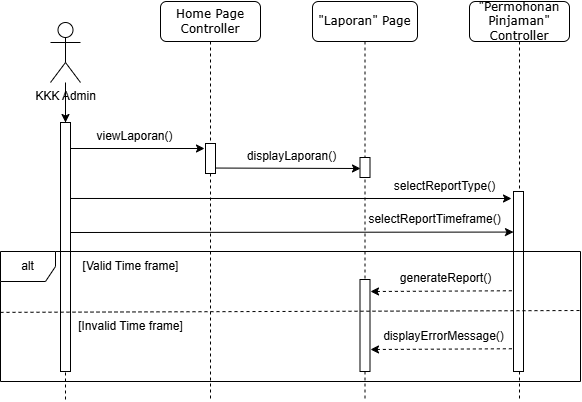 Home Page
Controller
"Laporan" Page
"Permohonan
Pinjaman"
Controller
KKK Admin
viewLaporan()
displayLaporan()
selectReportType()
selectReportTimeframe()
alt
[Valid Time frame]
generateReport()
[Invalid Time frame]
displayErrorMessage()